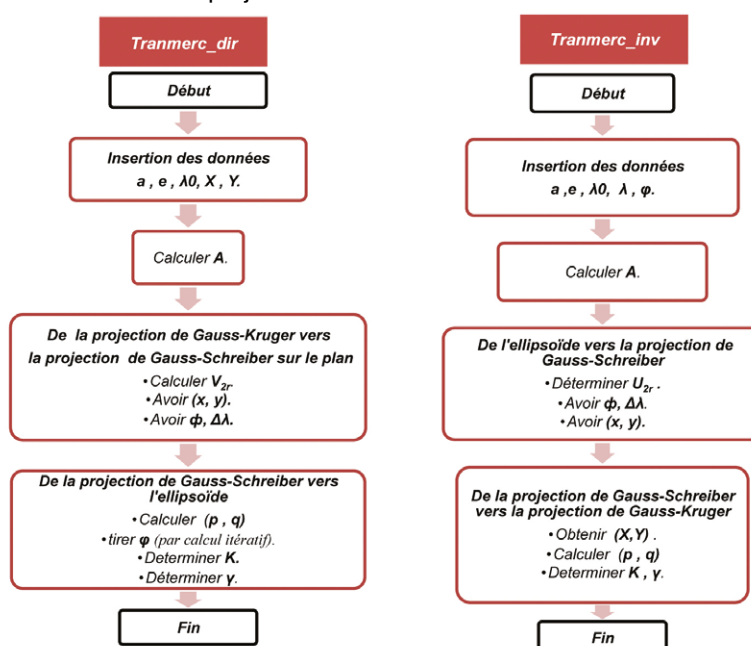 Tranmerc_dir
Début
Insertion des données
a , e , λ0, X , Y.
Calculer A.
De la projection de Gauss-Kruger vers
la projection de Gauss-Schreiber sur le plan
•Calculer V2r.
•Avoir (x, y).
•Avoir ф, Δλ.
De la projection de Gauss-Schreiber vers
l'ellipsoïde
•Calculer (p , q)
•tirer φ (par calcul itératif).
•Determiner K.
•Déterminer γ.
Fin
Tranmerc_inv
Début
Insertion des données
a ,e , λ0, λ , φ.
Calculer A.
De l'ellipsoïde vers la projection de
Gauss-Schreiber
•Déterminer U2r .
•Avoir ф, Δλ.
•Avoir (x, y).
De la projection de Gauss-Schreiber
vers la projection de Gauss-Kruger
•Obtenir (X,Y) .
•Calculer (p , q)
•Determiner K , γ.
Fin